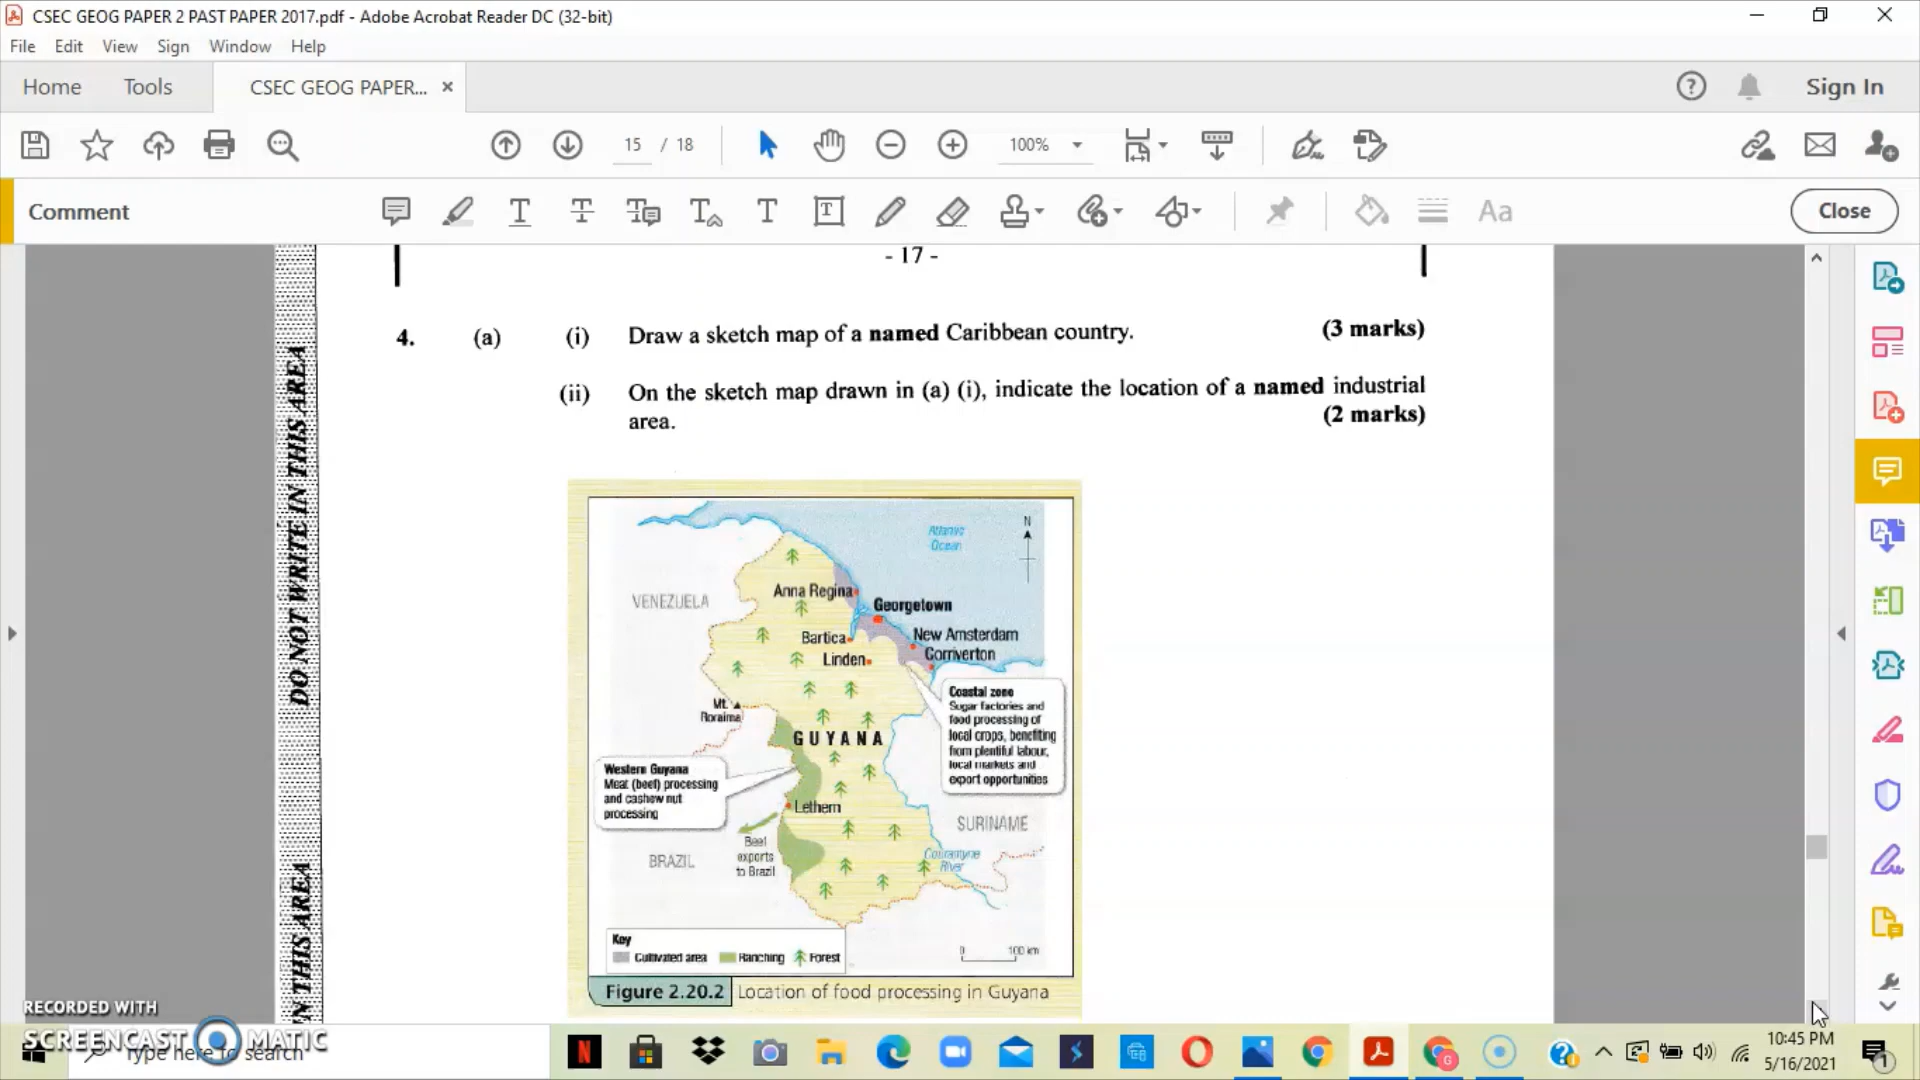 CSEC GEOG PAPER 2 PAST PAPER 2017.pdf - Adobe Acrobat Reader DC (32-bit)
File Edit View Sign Window Help
Home Tools CSEC GEOG PAPER... × Sign In
15 / 18 100%
Comment Close
- 17 -
4. (a) (i) Draw a sketch map of a named Caribbean country. (3 marks)
(ii) On the sketch map drawn in (a) (i), indicate the location of a named industrial
area. (2 marks)
DO NOT WRITE IN THIS AREA
IN THIS AREA
N
Atlantic
Ocean
VENEZUELA
Anna Regina
Georgetown
Bartica
New Amsterdam
Linden
Corriverton
Mt.
Roraima
GUYANA
Coastal zone
Sugar factories and
food processing of
local crops, benefiting
from plentiful labour,
local markets and
export opportunities
Western Guyana
Meat (beef) processing
and cashew nut
processing
Lethem
SURINAME
Beef
exports
to Brazil
BRAZIL
Courantyne
River
Key
Cultivated area Ranching Forest
0 100 km
Figure 2.20.2 Location of food processing in Guyana
RECORDED WITH
SCREENCAST MATIC
Type here to search
10:45 PM
5/16/2021